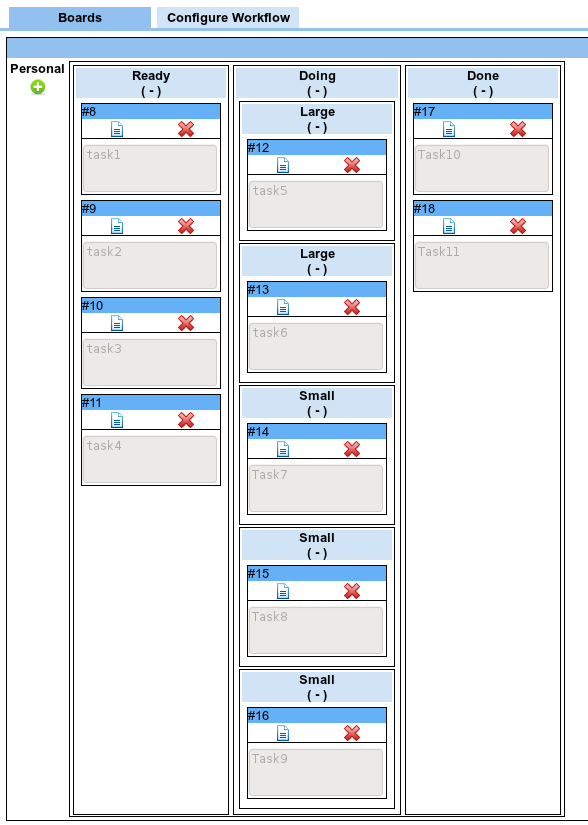 Boards
Configure Workflow
Personal
Ready
( - )
#8
task1
#9
task2
#10
task3
#11
task4
Doing
( - )
Large
( - )
#12
task5
Large
( - )
#13
task6
Small
( - )
#14
Task7
Small
( - )
#15
Task8
Small
( - )
#16
Task9
Done
( - )
#17
Task10
#18
Task11